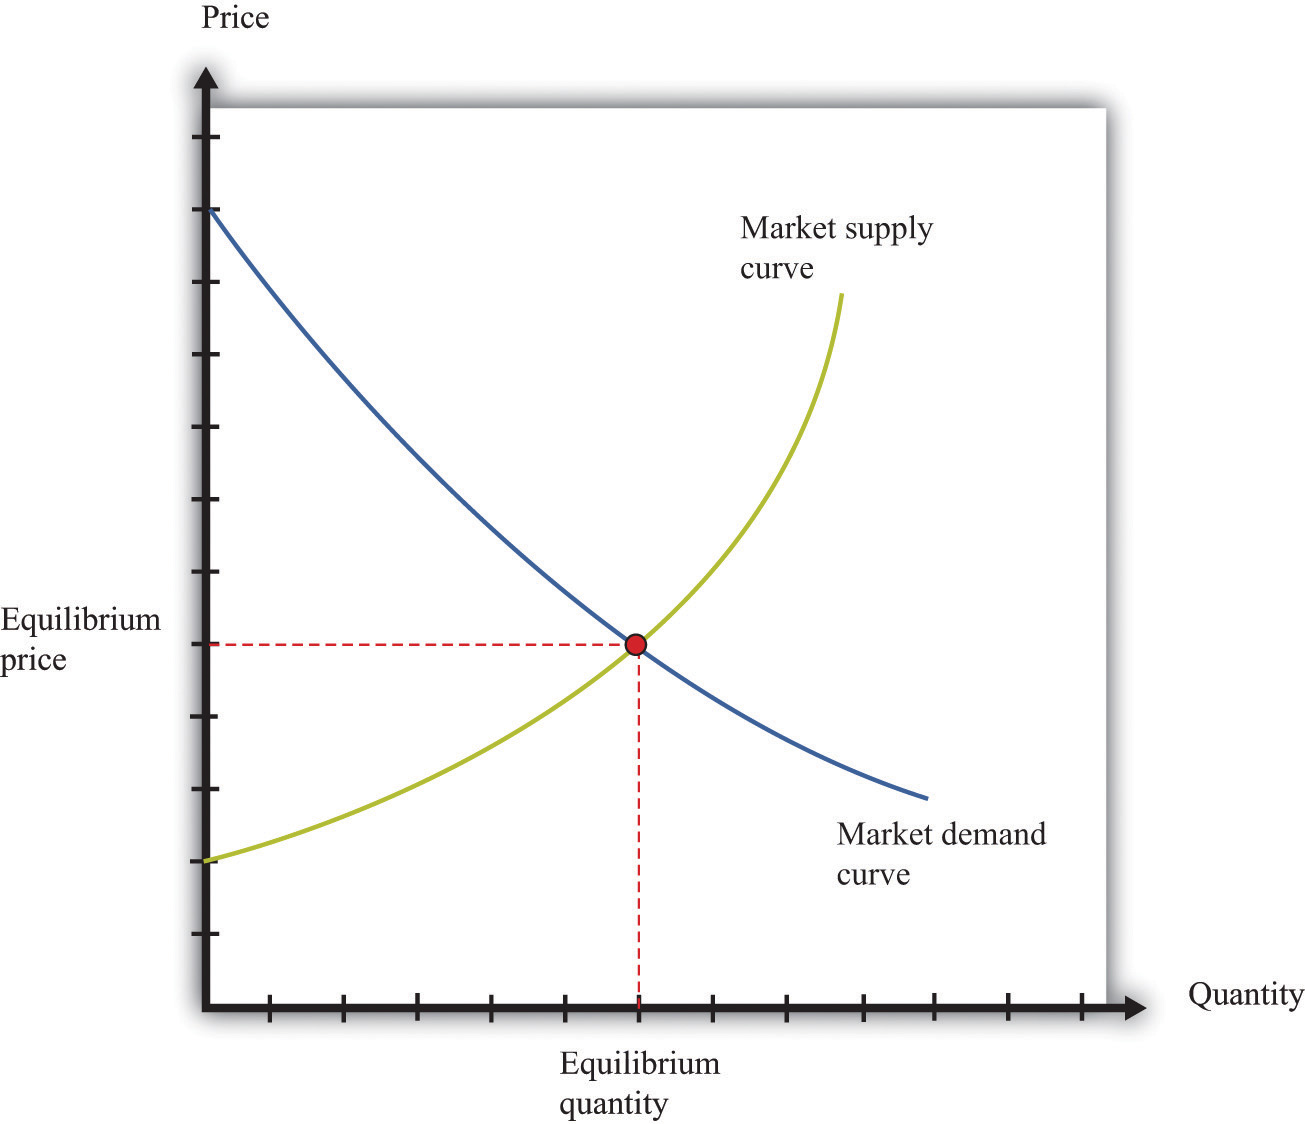 Price
Market supply
curve
Equilibrium
price
Market demand
curve
Quantity
Equilibrium
quantity